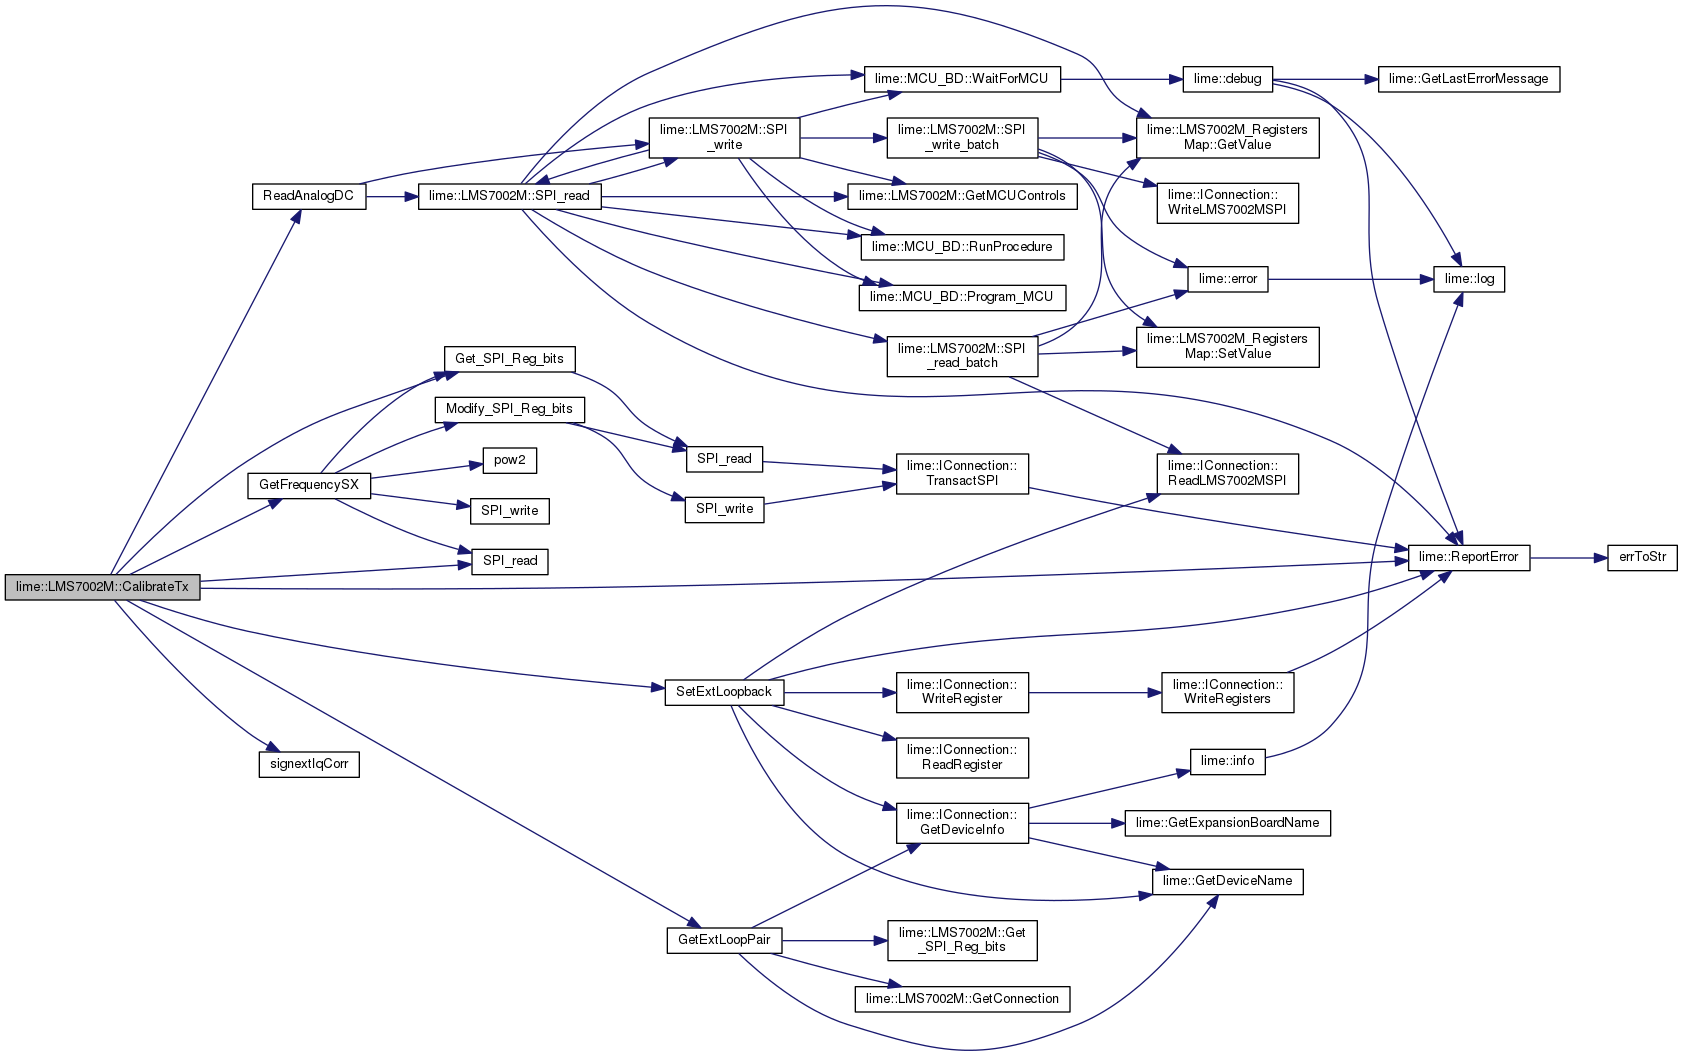 lime::LMS7002M::CalibrateTx
ReadAnalogDC
GetFrequencySX
signextIqCorr
lime::LMS7002M::SPI_read
Get_SPI_Reg_bits
Modify_SPI_Reg_bits
pow2
SPI_write
SPI_read
lime::LMS7002M::SPI
_write
SPI_read
SPI_write
SetExtLoopback
GetExtLoopPair
lime::MCU_BD::WaitForMCU
lime::LMS7002M::SPI
_write_batch
lime::LMS7002M::GetMCUControls
lime::MCU_BD::RunProcedure
lime::MCU_BD::Program_MCU
lime::LMS7002M::SPI
_read_batch
lime::IConnection::
TransactSPI
lime::IConnection::
WriteRegister
lime::IConnection::
ReadRegister
lime::IConnection::
GetDeviceInfo
lime::LMS7002M::Get
_SPI_Reg_bits
lime::LMS7002M::GetConnection
lime::debug
lime::LMS7002M_Registers
Map::GetValue
lime::IConnection::
WriteLMS7002MSPI
lime::error
lime::LMS7002M_Registers
Map::SetValue
lime::IConnection::
ReadLMS7002MSPI
lime::IConnection::
WriteRegisters
lime::info
lime::GetExpansionBoardName
lime::GetDeviceName
lime::GetLastErrorMessage
lime::log
lime::ReportError
errToStr